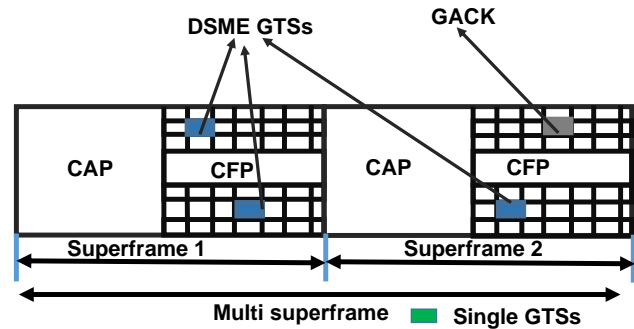 DSME GTSs
GACK
CAP
CFP
CAP
CFP
Superframe 1
Superframe 2
Multi superframe
Single GTSs